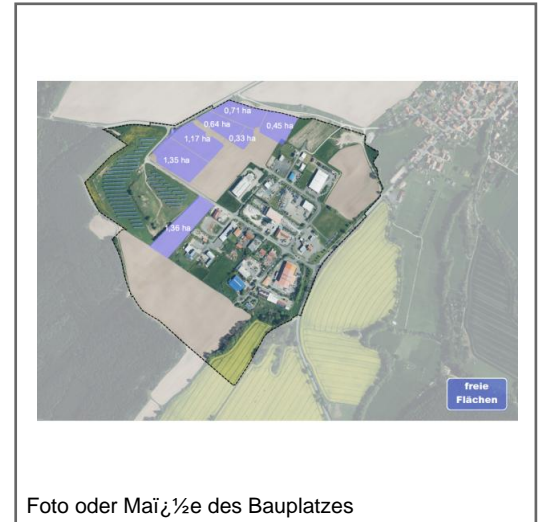 0,71 ha
0,64 ha
0,45 ha
1,17 ha
0,33 ha
1,35 ha
1,36 ha
freie
Flächen
Foto oder Maï¿½e des Bauplatzes